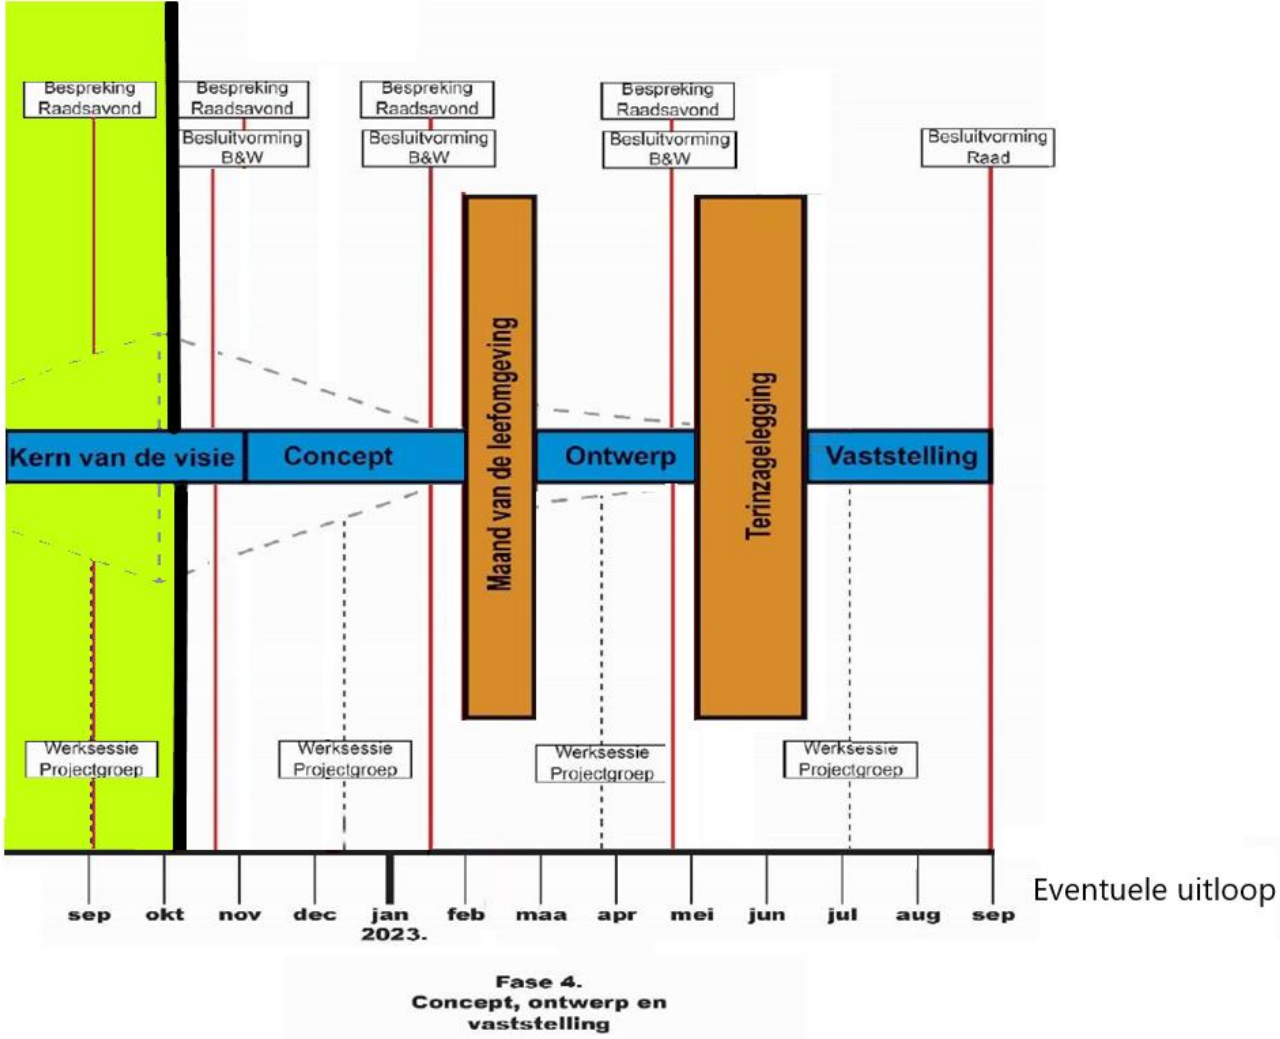 Bespreking
Raadsavond
Bespreking
Raadsavond
Bespreking
Raadsavond
Bespreking
Raadsavond
Besluitvorming
B&W
Besluitvorming
B&W
Besluitvorming
B&W
Besluitvorming
Raad
Kern van de visie
Concept
Maand van de leefomgeving
Ontwerp
Terinzagelegging
Vaststelling
Werksessie
Projectgroep
Werksessie
Projectgroep
Werksessie
Projectgroep
Werksessie
Projectgroep
sep okt nov dec jan feb maa apr mei jun jul aug sep
2023.
Eventuele uitloop
Fase 4.
Concept, ontwerp en
vaststelling